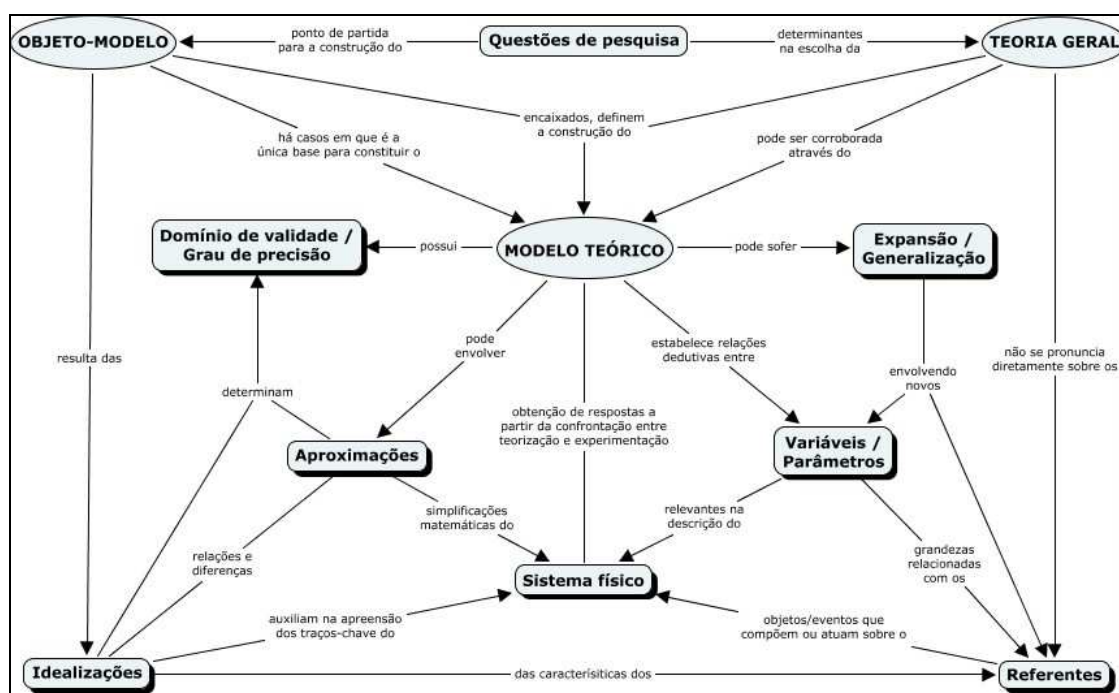 OBJETO-MODELO
ponto de partida
para a construção do
Questões de pesquisa
determinantes
na escolha da
TEORIA GERAL
há casos em que é a
única base para constituir o
encaixados, definem
a construção do
pode ser corroborada
através do
Domínio de validade /
Grau de precisão
possui
MODELO TEÓRICO
pode sofer
Expansão /
Generalização
resulta das
pode
envolver
estabelece relações
dedutivas entre
não se pronuncia
diretamente sobre os
envolvendo
novos
determinam
obtenção de respostas a
partir da confrontação entre
teorização e experimentação
Aproximações
Variáveis /
Parâmetros
simplificações
matemáticas do
relevantes na
descrição do
relações e
diferenças
grandezas
relacionadas
com os
Sistema físico
auxiliam na apreensão
dos traços-chave do
objetos/eventos que
compõem ou atuam sobre o
Idealizações
das caracterísiticas dos
Referentes